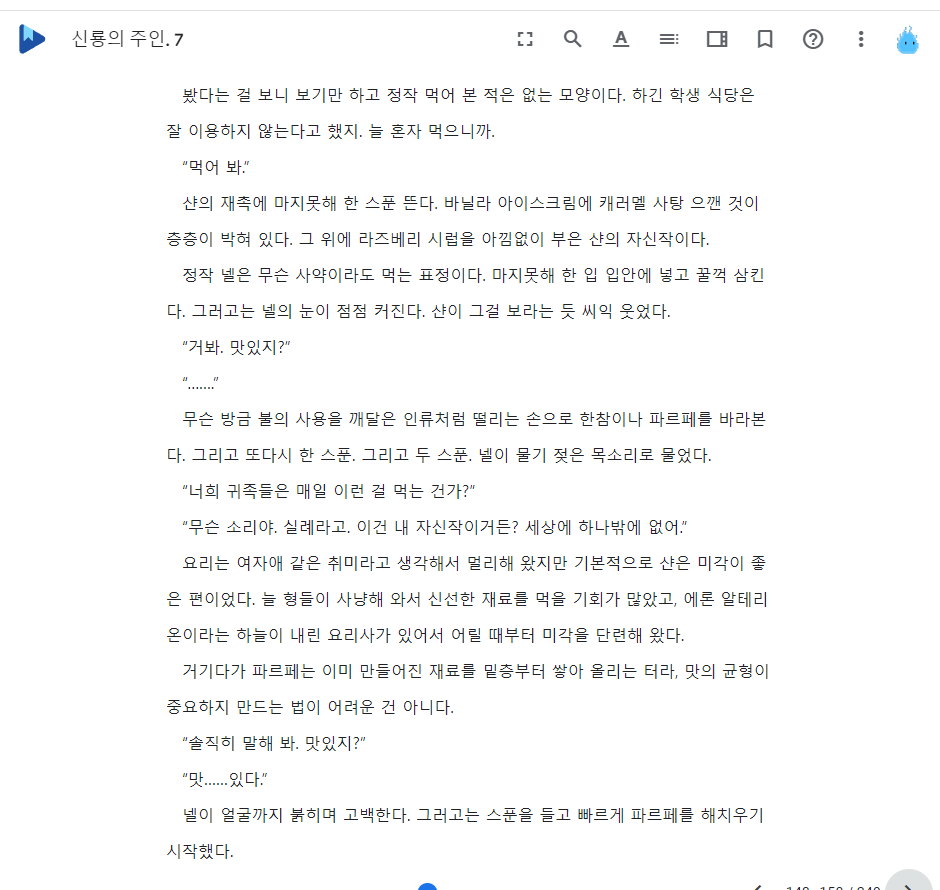 신룡의 주인. 7
봤다는 걸 보니 보기만 하고 정작 먹어 본 적은 없는 모양이다. 하긴 학생 식당은
잘 이용하지 않는다고 했지. 늘 혼자 먹으니까.
“먹어 봐.”
샨의 재촉에 마지못해 한 스푼 뜬다. 바닐라 아이스크림에 캐러멜 사탕 으깬 것이
층층이 박혀 있다. 그 위에 라즈베리 시럽을 아낌없이 부은 샨의 자신작이다.
정작 넬은 무슨 사약이라도 먹는 표정이다. 마지못해 한 입 입안에 넣고 꿀꺽 삼킨
다. 그러고는 넬의 눈이 점점 커진다. 샨이 그걸 보라는 듯 씨익 웃었다.
“거봐. 맛있지?”
“…….”
무슨 방금 불의 사용을 깨달은 인류처럼 떨리는 손으로 한참이나 파르페를 바라본
다. 그리고 또다시 한 스푼. 그리고 두 스푼. 넬이 물기 젖은 목소리로 물었다.
“너희 귀족들은 매일 이런 걸 먹는 건가?”
“무슨 소리야. 실례라고. 이건 내 자신작이거든? 세상에 하나밖에 없어.”
요리는 여자애 같은 취미라고 생각해서 멀리해 왔지만 기본적으로 샨은 미각이 좋
은 편이었다. 늘 형들이 사냥해 와서 신선한 재료를 먹을 기회가 많았고, 에론 알테리
온이라는 하늘이 내린 요리사가 있어서 어릴 때부터 미각을 단련해 왔다.
거기다가 파르페는 이미 만들어진 재료를 밑층부터 쌓아 올리는 터라, 맛의 균형이
중요하지 만드는 법이 어려운 건 아니다.
“솔직히 말해 봐. 맛있지?”
“맛……있다.”
넬이 얼굴까지 붉히며 고백한다. 그러고는 스푼을 들고 빠르게 파르페를 해치우기
시작했다.